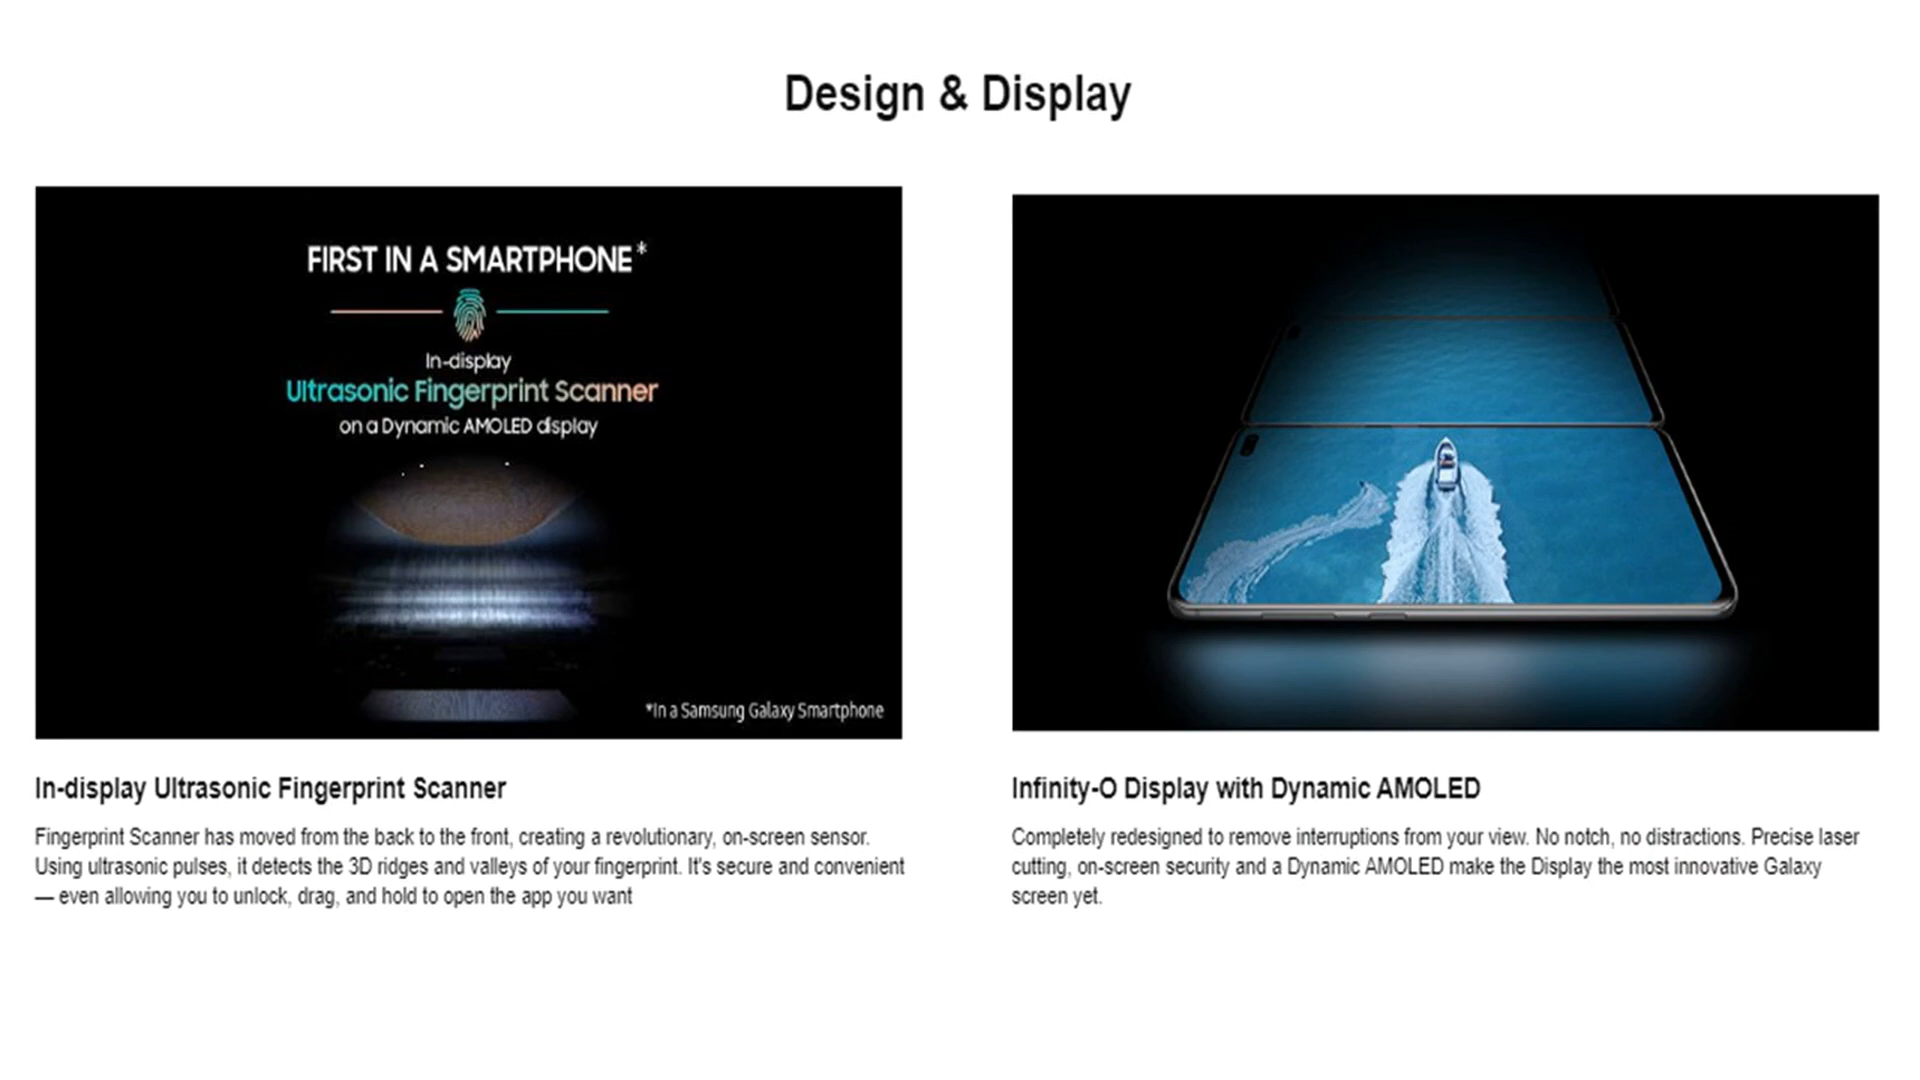 Design & Display
FIRST IN A SMARTPHONE*
In-display
Ultrasonic Fingerprint Scanner
on a Dynamic AMOLED display
*In a Samsung Galaxy Smartphone
In-display Ultrasonic Fingerprint Scanner
Fingerprint Scanner has moved from the back to the front, creating a revolutionary, on-screen sensor.
Using ultrasonic pulses, it detects the 3D ridges and valleys of your fingerprint. It's secure and convenient
— even allowing you to unlock, drag, and hold to open the app you want
Infinity-O Display with Dynamic AMOLED
Completely redesigned to remove interruptions from your view. No notch, no distractions. Precise laser
cutting, on-screen security and a Dynamic AMOLED make the Display the most innovative Galaxy
screen yet.